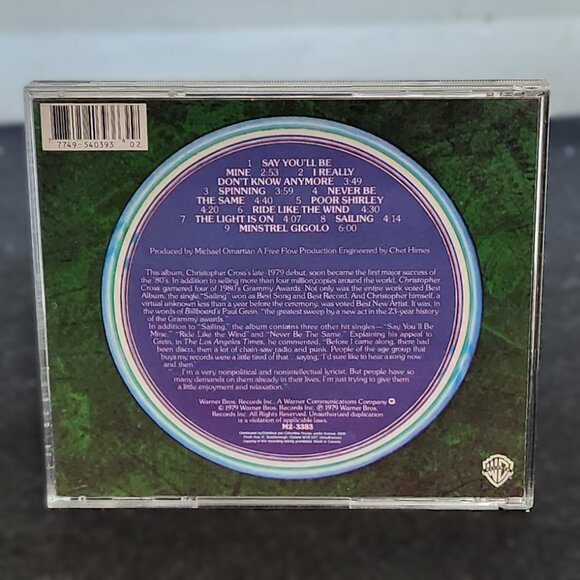 7749-540393 02
1 SAY YOU'LL BE
MINE 2:53 2 I REALLY
DON'T KNOW ANYMORE 3:49
3 SPINNING 3:59 4 NEVER BE
THE SAME 4:40 5 POOR SHIRLEY
4:20 6 RIDE LIKE THE WIND 4:30
7 THE LIGHT IS ON 4:07 8 SAILING 4:14
9 MINSTREL GIGOLO 6:00
Produced by Michael Omartian A Free Flow Production Engineered by Chet Himes
This album, Christopher Cross's late-1979 debut, soon became the first major success of
the '80's. In addition to selling more than four million copies around the world, Christopher
Cross garnered four of 1980's Grammy Awards. Not only was the entire work voted Best
Album, the single "Sailing" won as Best Song and Best Record. And Christopher himself, a
virtual unknown less than a year before the ceremony, was voted Best New Artist. It was, in
the words of Billboard's Paul Grein, "the greatest sweep by a new act in the 23-year history
of the Grammy awards."
In addition to "Sailing," the album contains three other hit singles—"Say You'll Be
Mine," "Ride Like the Wind" and "Never Be The Same." Explaining his appeal to
Grein, in The Los Angeles Times, he commented, "Before I came along, there had
been disco, then a lot of chain-saw radio and punk. People of the age group that
buy my records were a little tired of that... saying, 'I'd sure like to hear a song now
and then.'
"... I'm a very nonpolitical and nonintellectual lyricist. But people have so
many demands on them already in their lives. I'm just trying to give them
a little enjoyment and relaxation."
Warner Bros. Records Inc., A Warner Communications Company
© 1979 Warner Bros. Records Inc. ℗ 1979 Warner Bros.
Records Inc. All Rights Reserved. Unauthorized duplication
is a violation of applicable laws.
M2-3383